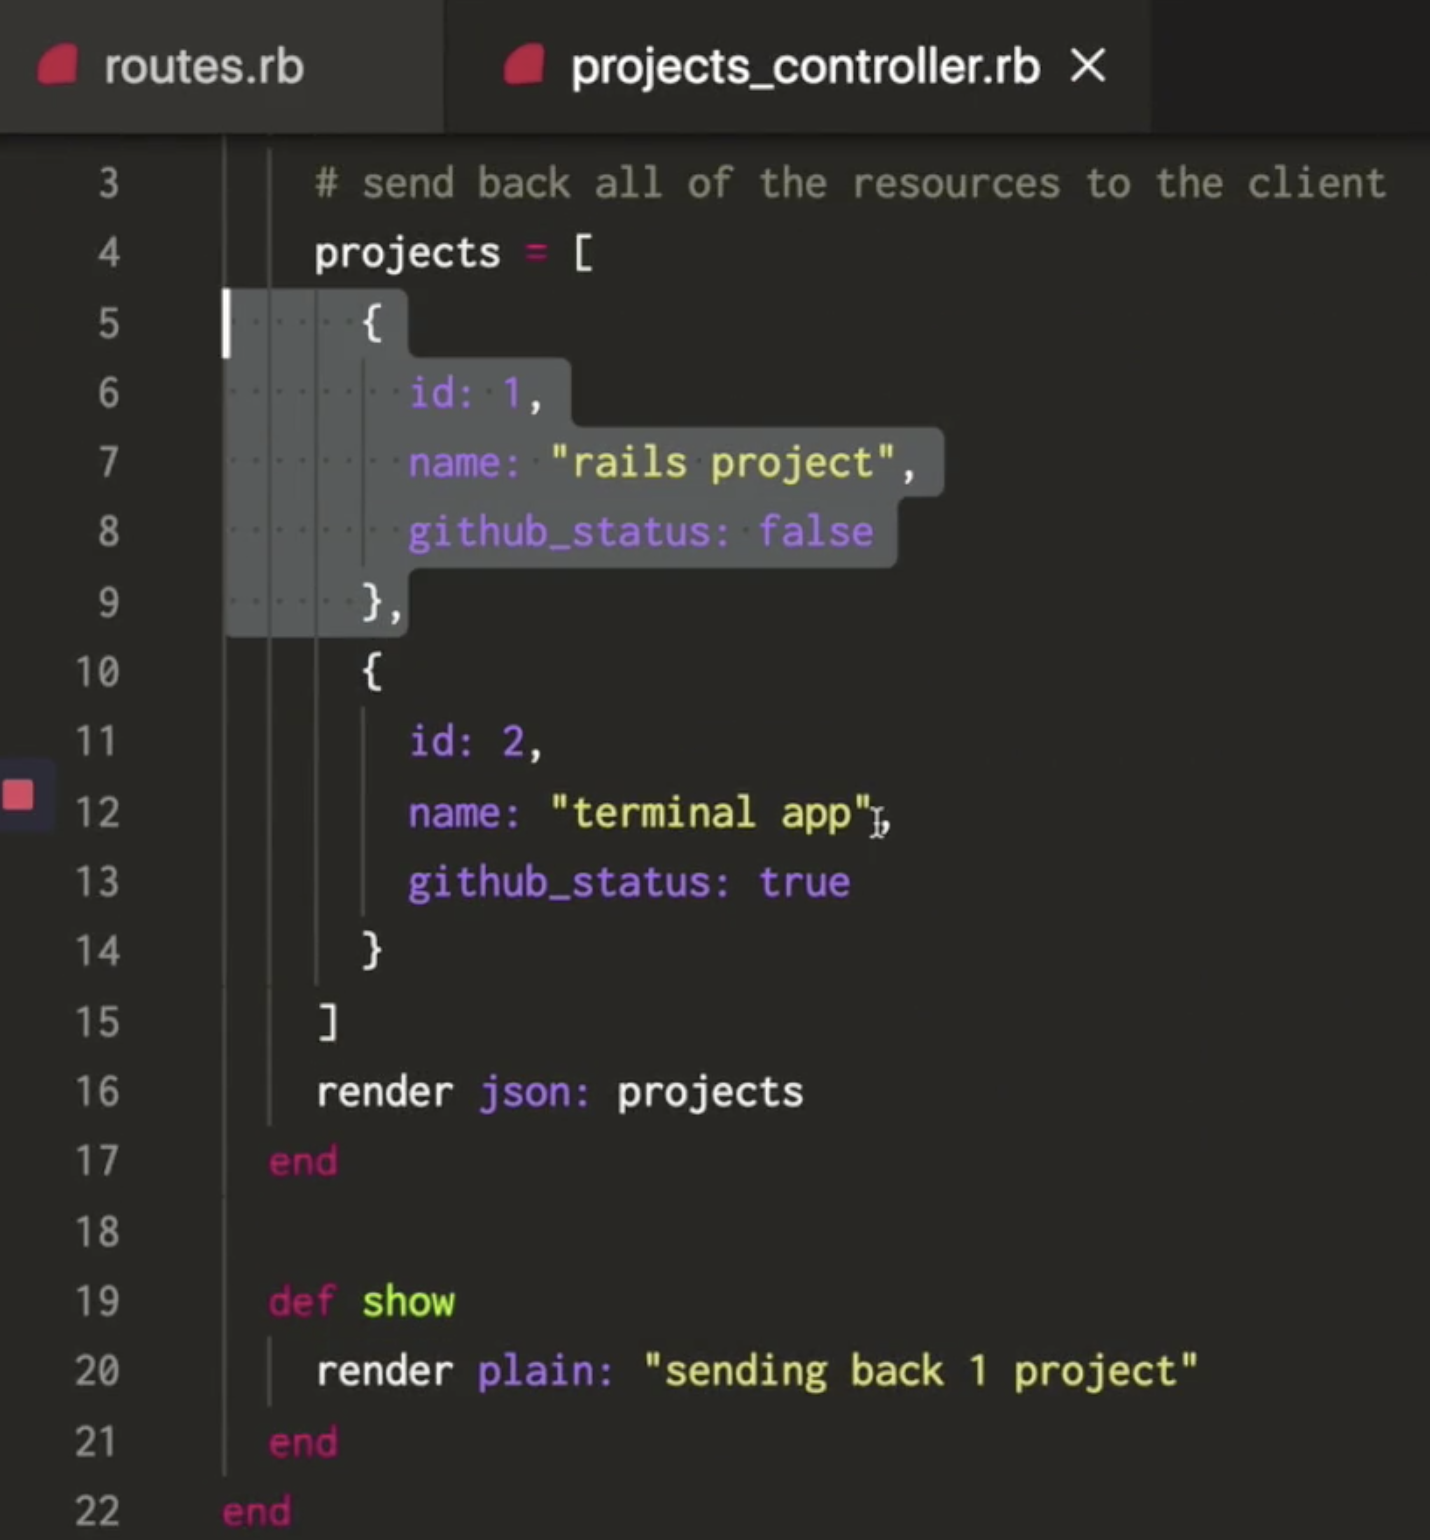 routes.rb
projects_controller.rb ×
3 # send back all of the resources to the client
4 projects = [
5 {
6 id: 1,
7 name: "rails project",
8 github_status: false
9 },
10 {
11 id: 2,
12 name: "terminal app",
13 github_status: true
14 }
15 ]
16 render json: projects
17 end
18
19 def show
20 render plain: "sending back 1 project"
21 end
22 end